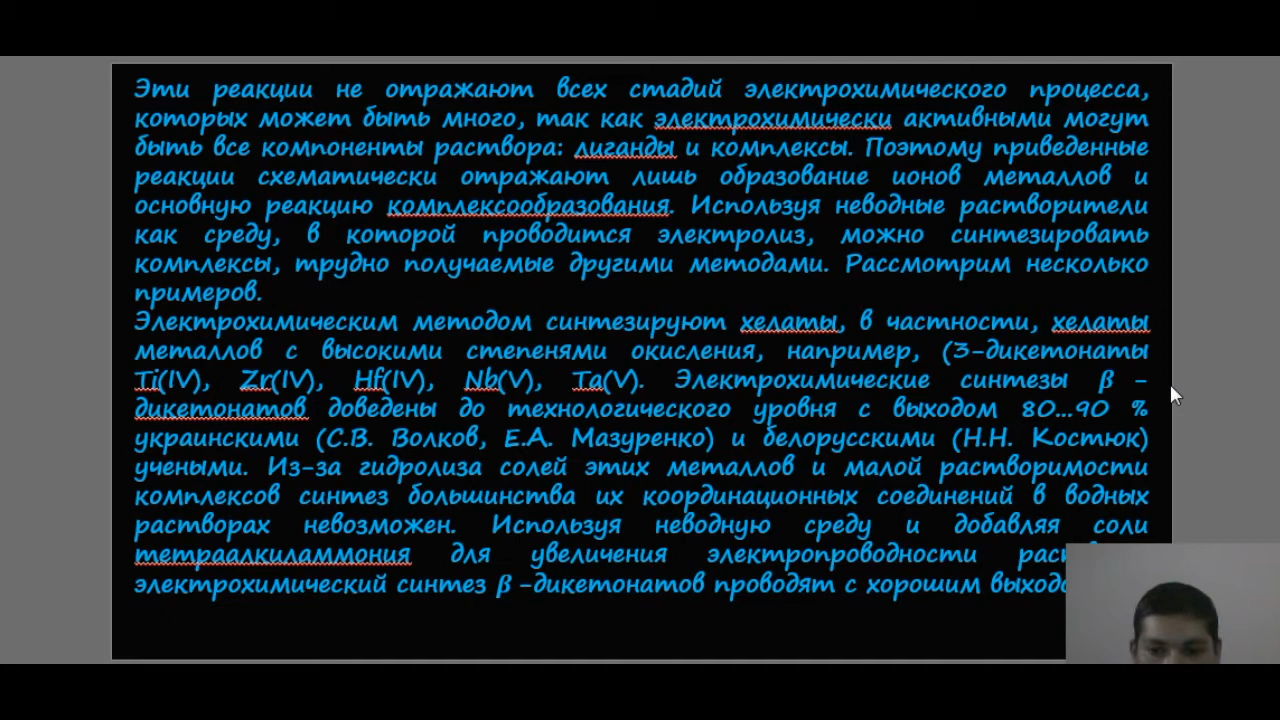 Эти реакции не отражают всех стадий электрохимического процесса,
которых может быть много, так как электрохимически активными могут
быть все компоненты раствора: лиганды и комплексы. Поэтому приведенные
реакции схематически отражают лишь образование ионов металлов и
основную реакцию комплексообразования. Используя неводные растворители
как среду, в которой проводится электролиз, можно синтезировать
комплексы, трудно получаемые другими методами. Рассмотрим несколько
примеров.
Электрохимическим методом синтезируют хелаты, в частности, хелаты
металлов с высокими степенями окисления, например, (3-дикетонаты
Ti(IV), Zr(IV), Hf(IV), Nb(V), Ta(V). Электрохимические синтезы β -
дикетонатов доведены до технологического уровня с выходом 80...90 %
украинскими (С.В. Волков, Е.А. Мазуренко) и белорусскими (Н.Н. Костюк)
учеными. Из-за гидролиза солей этих металлов и малой растворимости
комплексов синтез большинства их координационных соединений в водных
растворах невозможен. Используя неводную среду и добавляя соли
тетраалкиламмония для увеличения электропроводности
электрохимический синтез β -дикетонатов проводят с хорошим